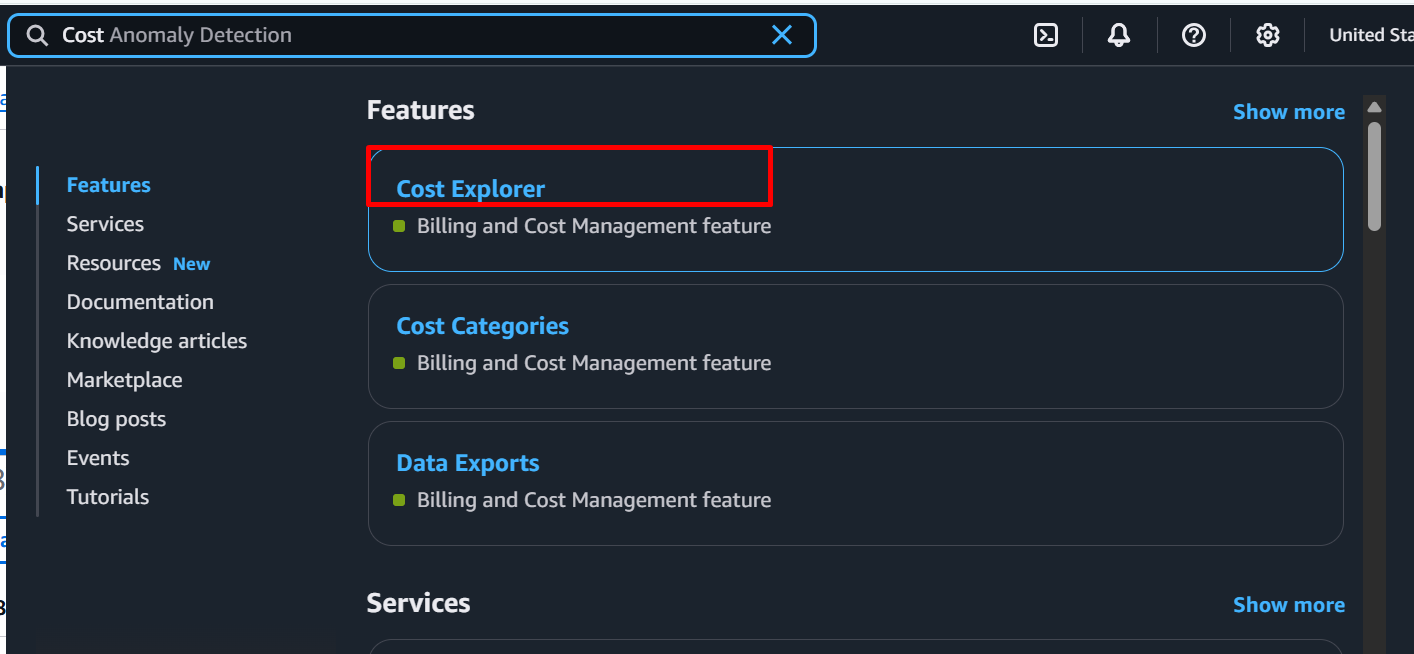 Cost Anomaly Detection
United Sta
Features
Show more
Features
Services
Resources New
Documentation
Knowledge articles
Marketplace
Blog posts
Events
Tutorials
Cost Explorer
Billing and Cost Management feature
Cost Categories
Billing and Cost Management feature
Data Exports
Billing and Cost Management feature
Services
Show more